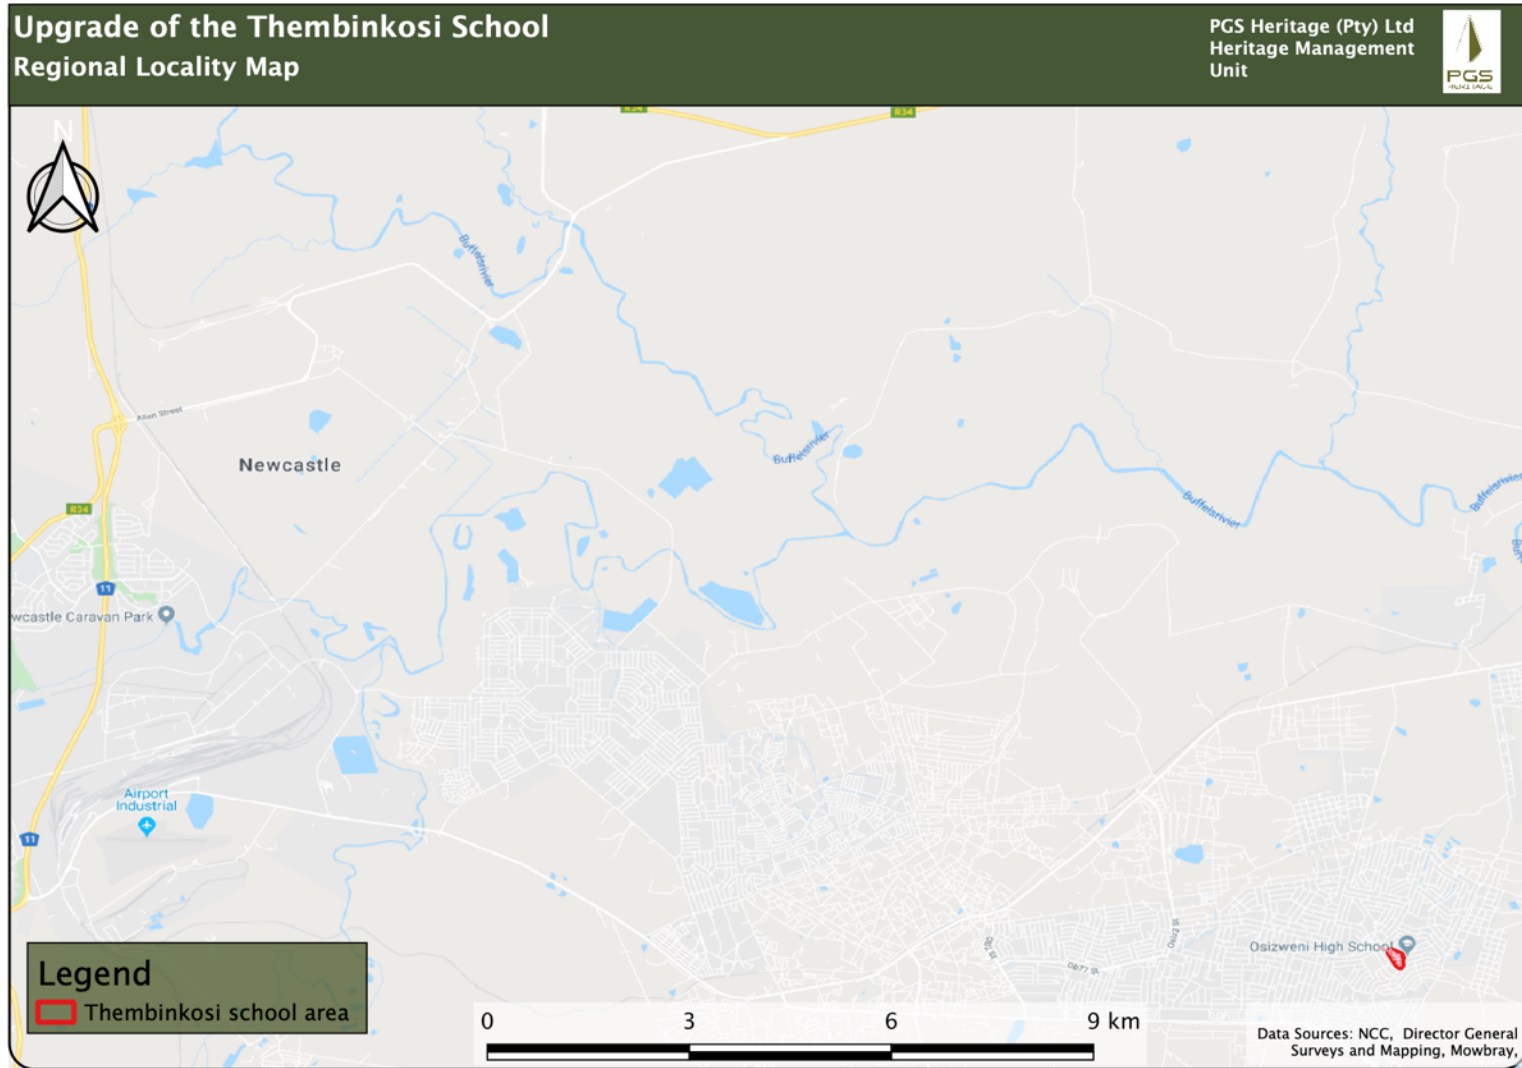 Upgrade of the Thembinkosi School
Regional Locality Map
PGS Heritage (Pty) Ltd
Heritage Management
Unit
PGS
HERITAGE
N
R34
R34
Buffelsrivier
Allen Street
Newcastle
Buffelsrivier
Buffelsrivier
Buffelsrivier
R34
11
wcastle Caravan Park
Airport
Industrial
11
Osizweni High School
Legend
Thembinkosi school area
0 3 6 9 km
Data Sources: NCC, Director General
Surveys and Mapping, Mowbray,